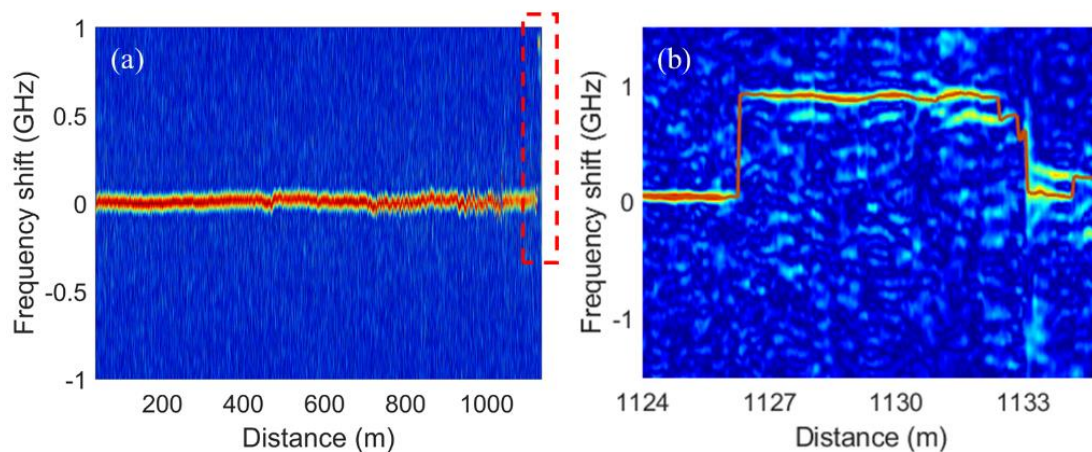 (a)
Frequency shift (GHz)
1
0.5
0
-0.5
-1
200 400 600 800 1000
Distance (m)
(b)
Frequency shift (GHz)
1
0
-1
1124 1127 1130 1133
Distance (m)